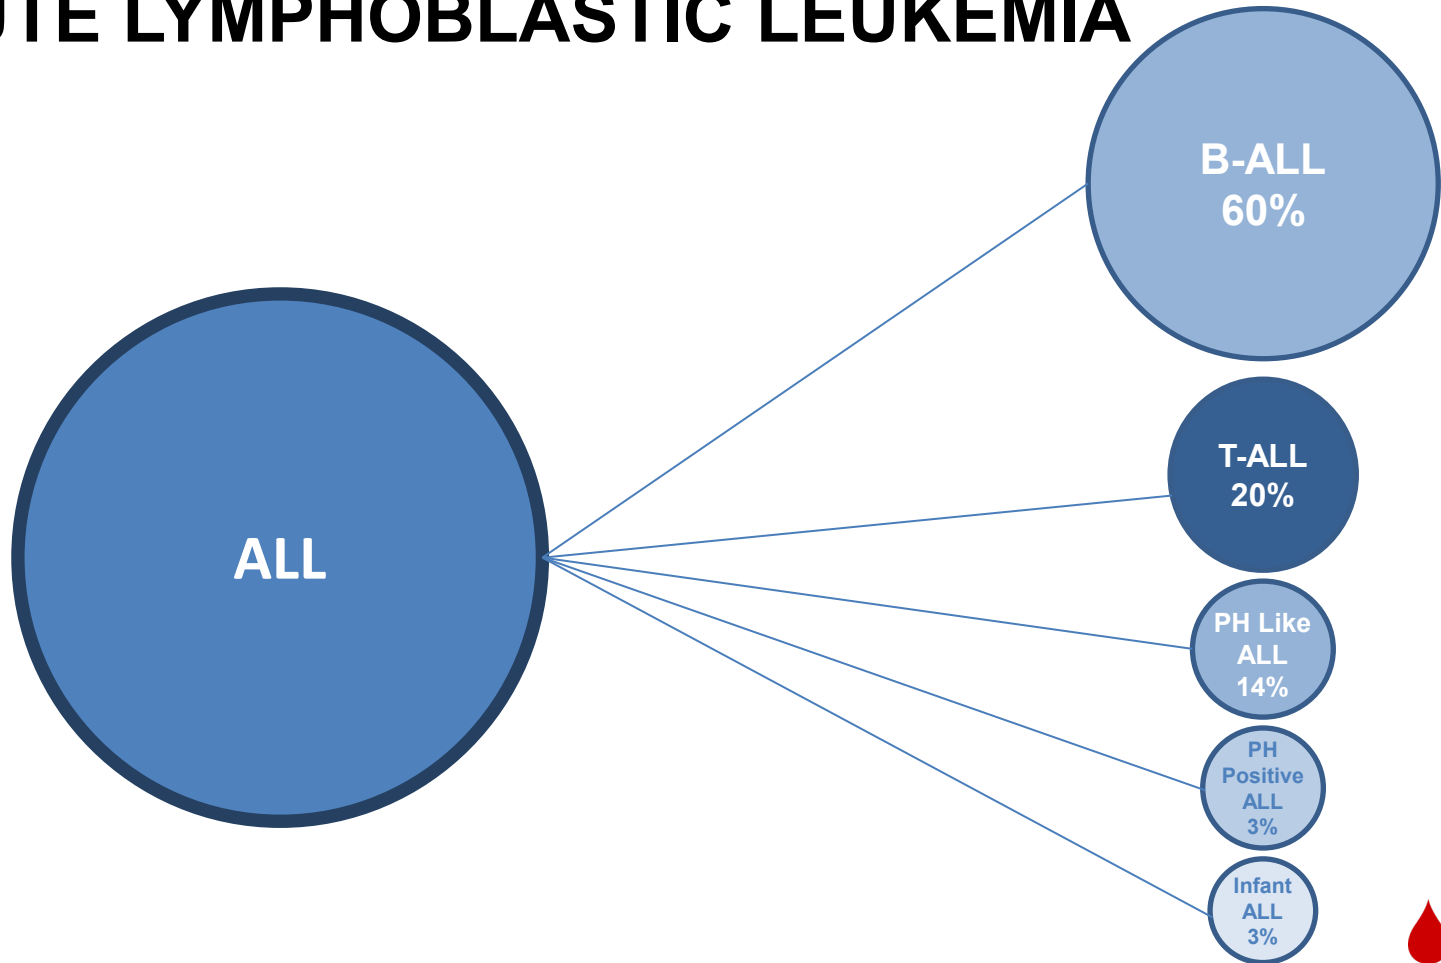 UTE LYMPHOBLASTIC LEUKEMIA
B-ALL
60%
T-ALL
20%
ALL
PH Like
ALL
14%
PH
Positive
ALL
3%
Infant
ALL
3%